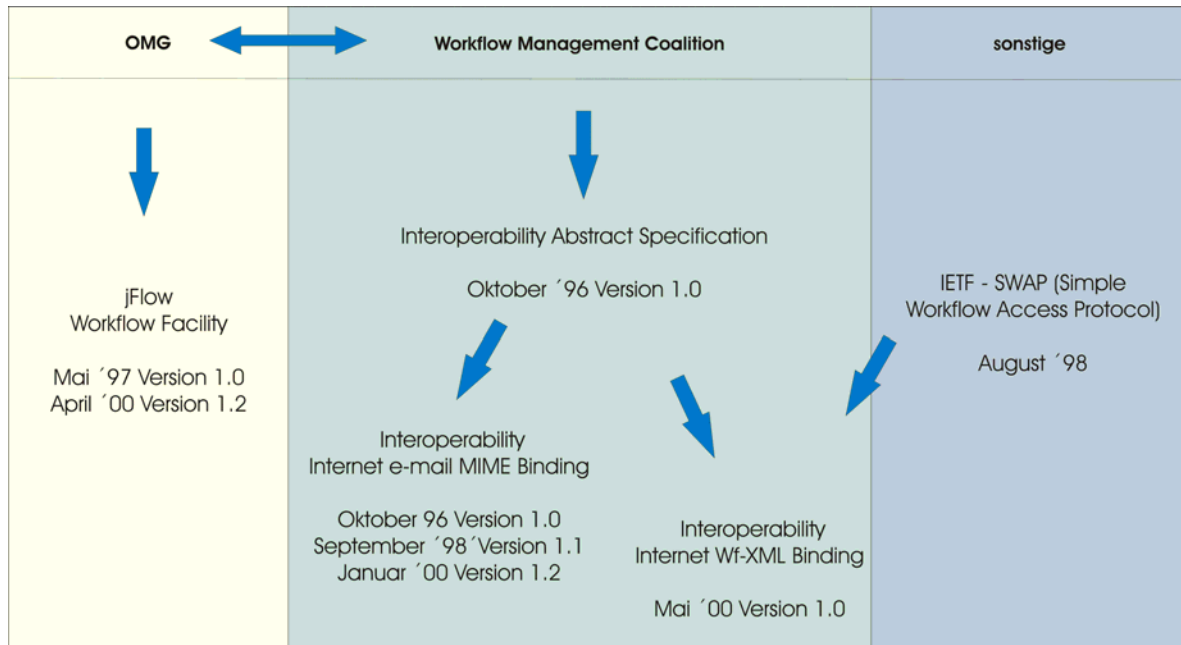 OMG
Workflow Management Coalition
sonstige
jFlow
Workflow Facility
Mai ´97 Version 1.0
April ´00 Version 1.2
Interoperability Abstract Specification
Oktober ´96 Version 1.0
Interoperability
Internet e-mail MIME Binding
Oktober 96 Version 1.0
September ´98´Version 1.1
Januar ´00 Version 1.2
Interoperability
Internet Wf-XML Binding
Mai ´00 Version 1.0
IETF - SWAP (Simple
Workflow Access Protocol)
August ´98